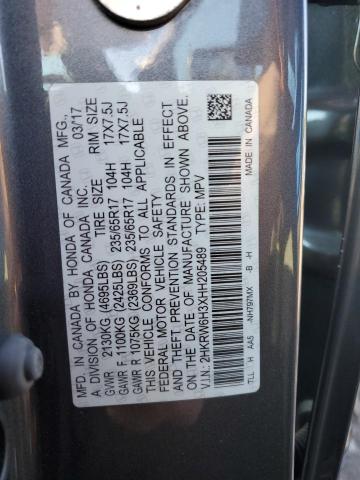 MFD. IN CANADA BY HONDA OF CANADA MFG., 03/17
A DIVISION OF HONDA CANADA INC.
TIRE SIZE RIM SIZE
GVWR 2130KG (4695LBS)
GAWR F 1100KG (2425LBS) 235/65R17 104H 17X7.5J
GAWR R 1075KG (2369LBS) 235/65R17 104H 17X7.5J
THIS VEHICLE CONFORMS TO ALL APPLICABLE
FEDERAL MOTOR VEHICLE SAFETY
AND THEFT PREVENTION STANDARDS IN EFFECT
ON THE DATE OF MANUFACTURE SHOWN ABOVE.
V.I.N.: 2HKRW6H3XHH205489 TYPE: MPV
TLL H AA5 -NH797MX -B -H
MADE IN CANADA